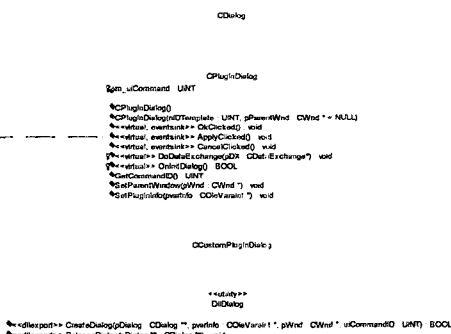 CDialog
CPlugInDialog
m_uiCommand UINT
CPlugInDialog()
CPlugInDialog(nIDTemplate UINT, pParentWnd CWnd * = NULL)
<<virtual, eventsink>> OkClicked() void
<<virtual, eventsink>> ApplyClicked() void
<<virtual, eventsink>> CancelClicked() void
<<virtual>> DoDataExchange(pDX CDataExchange*) void
<<virtual>> OnInitDialog() BOOL
GetCommandID() UINT
SetParentWindow(pWnd CWnd *) void
SetPluginInfo(pvarInfo COleVaraint *) void
CCustomPlugInDialog
<<utility>>
DllDialog
<<dllexport>> CreateDialog(pDialog CDialog **, pvarInfo COleVaraint *, pWnd CWnd *, uiCommandID UINT) BOOL